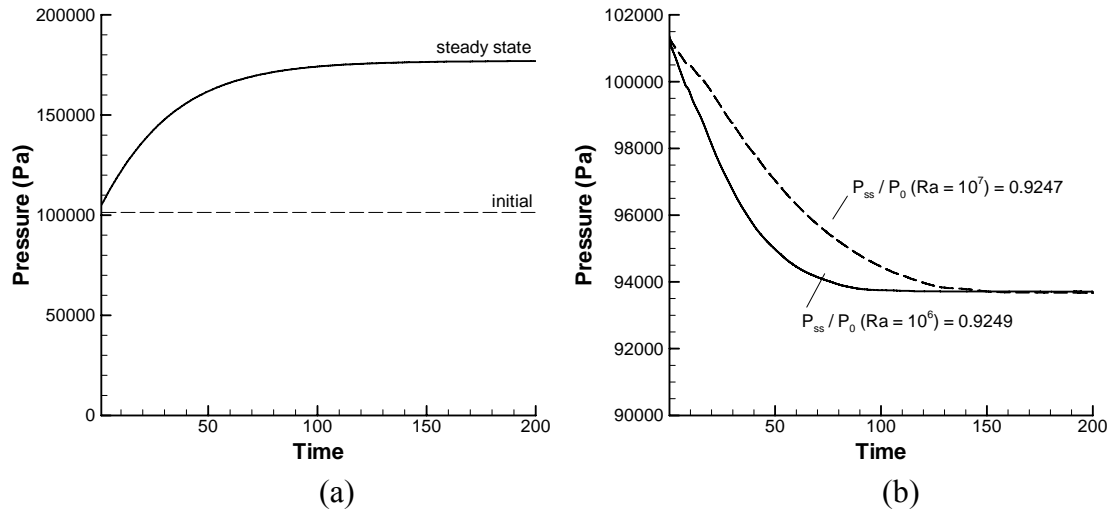 200000
150000
100000
50000
0
50
100
150
200
Pressure (Pa)
Time
steady state
initial
(a)
102000
100000
98000
96000
94000
92000
90000
50
100
150
200
Pressure (Pa)
Time
P_ss / P_0 (Ra = 10^7) = 0.9247
P_ss / P_0 (Ra = 10^6) = 0.9249
(b)